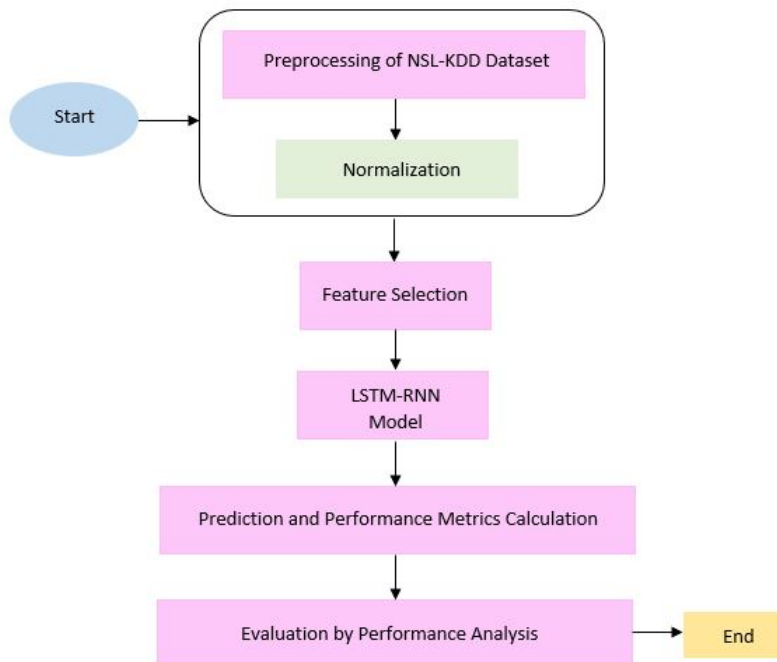 Start
Preprocessing of NSL-KDD Dataset
Normalization
Feature Selection
LSTM-RNN
Model
Prediction and Performance Metrics Calculation
Evaluation by Performance Analysis
End